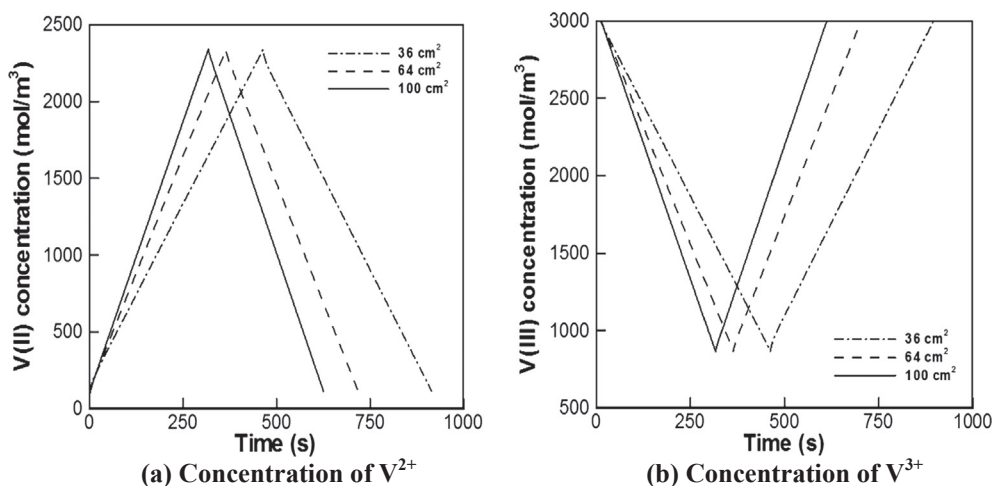 2500
2000
1500
1000
500
0
V(II) concentration (mol/m³)
36 cm²
64 cm²
100 cm²
0 250 500 750 1000
Time (s)
(a) Concentration of V²⁺
3000
2500
2000
1500
1000
500
V(III) concentration (mol/m³)
36 cm²
64 cm²
100 cm²
0 250 500 750 1000
Time (s)
(b) Concentration of V³⁺